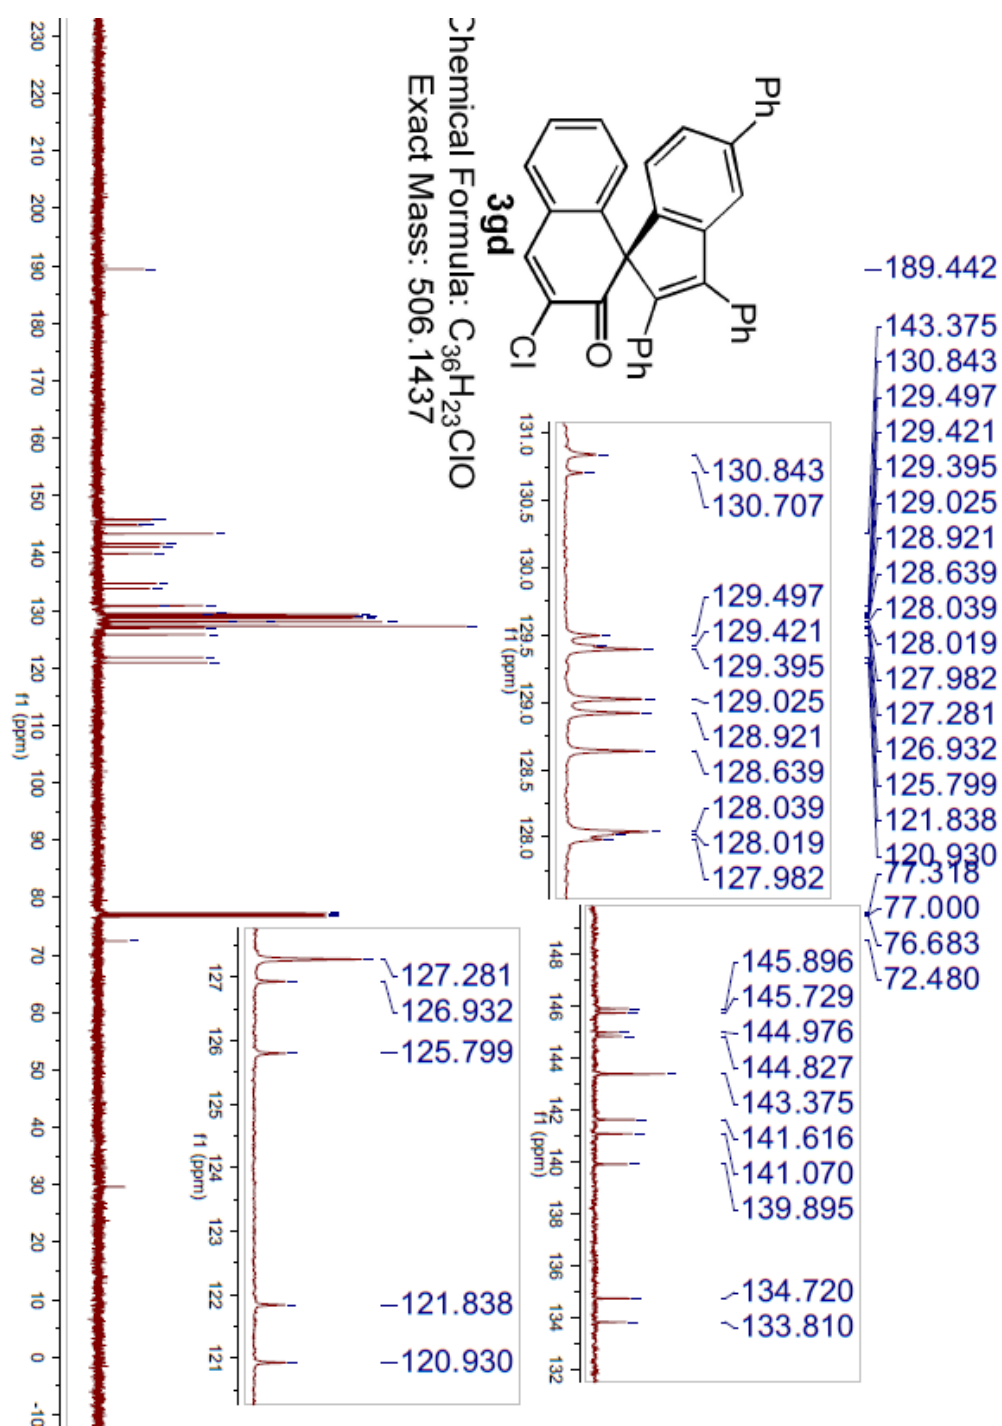 189.442
143.375
130.843
129.497
129.421
129.395
129.025
128.921
128.639
128.039
128.019
127.982
127.281
126.932
125.799
121.838
120.930
77.318
77.000
76.683
72.480
Ph
Ph
Ph
O
Cl
3gd
Chemical Formula: C36H23ClO
Exact Mass: 506.1437
130.843
130.707
129.497
129.421
129.395
129.025
128.921
128.639
128.039
128.019
127.982
131.0 130.5 130.0 129.5 129.0 128.5 128.0
f1 (ppm)
145.896
145.729
144.976
144.827
143.375
141.616
141.070
139.895
134.720
133.810
148 146 144 142 140 138 136 134 132
f1 (ppm)
127.281
126.932
125.799
121.838
120.930
127 126 125 124 123 122 121
f1 (ppm)
230 220 210 200 190 180 170 160 150 140 130 120 110 100 90 80 70 60 50 40 30 20 10 0 -10
f1 (ppm)